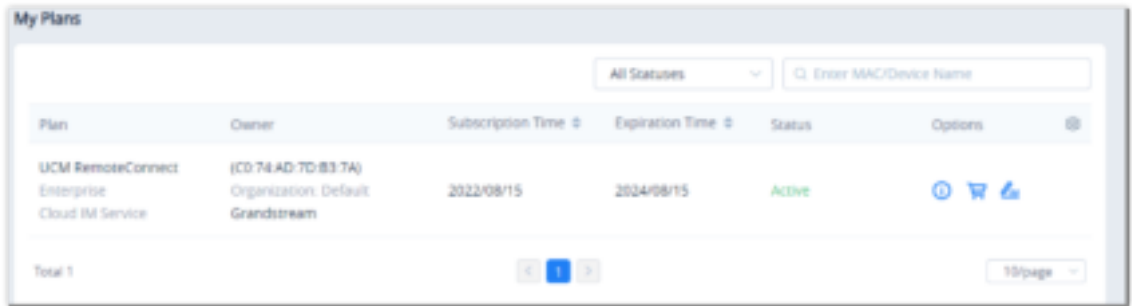 My Plans
All Statuses Enter MAC/Device Name
Plan Owner Subscription Time Expiration Time Status Options
UCM RemoteConnect (C0:74:AD:7D:B3:7A)
Enterprise Organization: Default 2022/08/15 2024/08/15 Active
Cloud IM Service Grandstream
Total 1 < 1 > 10/page